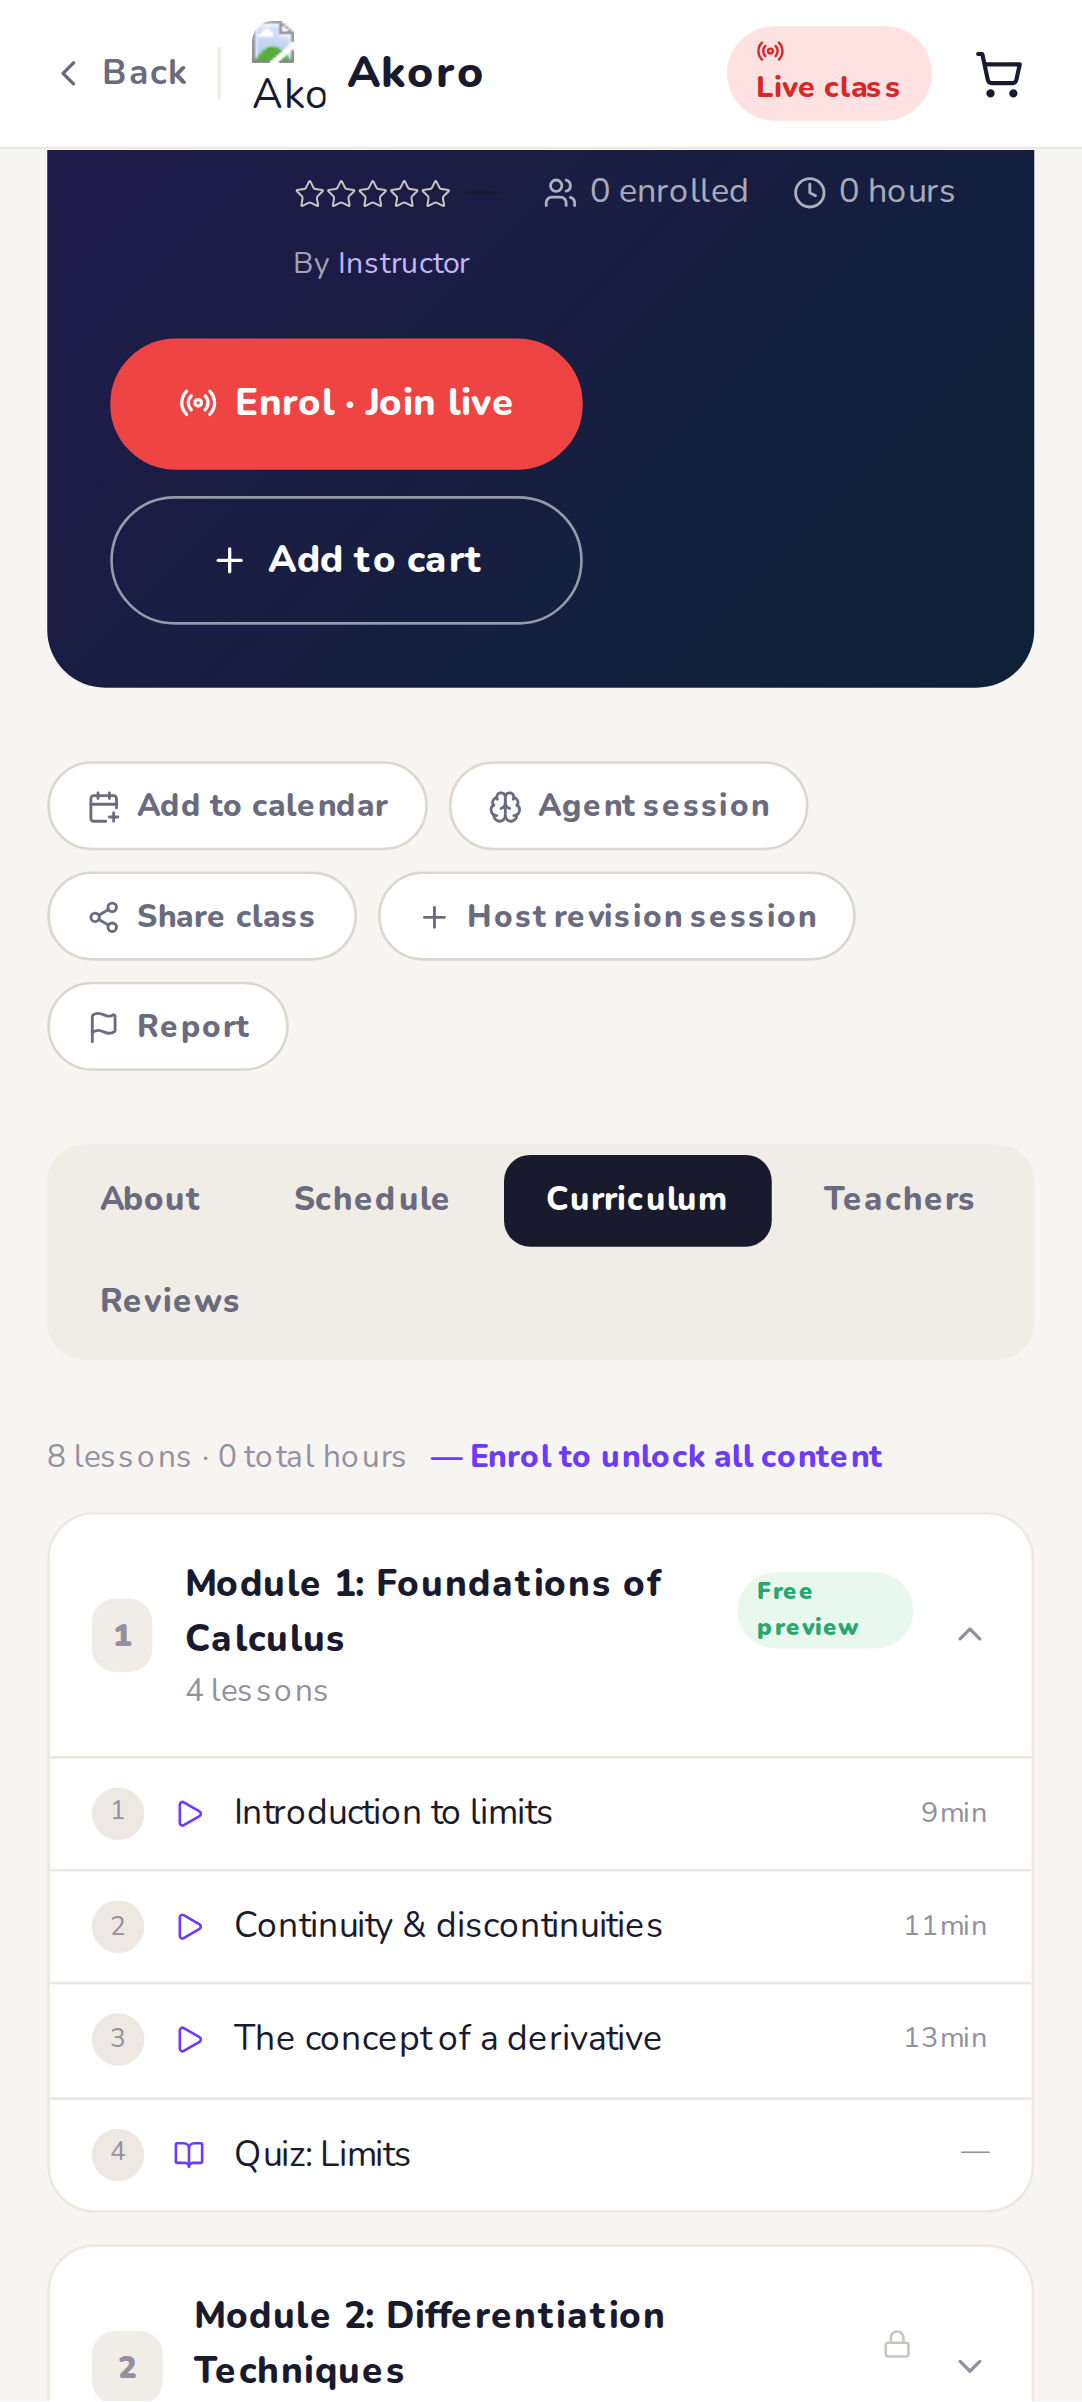 Back
Ako
Akoro
Live class
— 0 enrolled 0 hours
By Instructor
Enrol · Join live
Add to cart
Add to calendar
Agent session
Share class
Host revision session
Report
About Schedule Curriculum Teachers
Reviews
8 lessons · 0 total hours — Enrol to unlock all content
1
Module 1: Foundations of
Calculus
4 lessons
Free
preview
1 Introduction to limits 9min
2 Continuity & discontinuities 11min
3 The concept of a derivative 13min
4 Quiz: Limits —
2
Module 2: Differentiation
Techniques